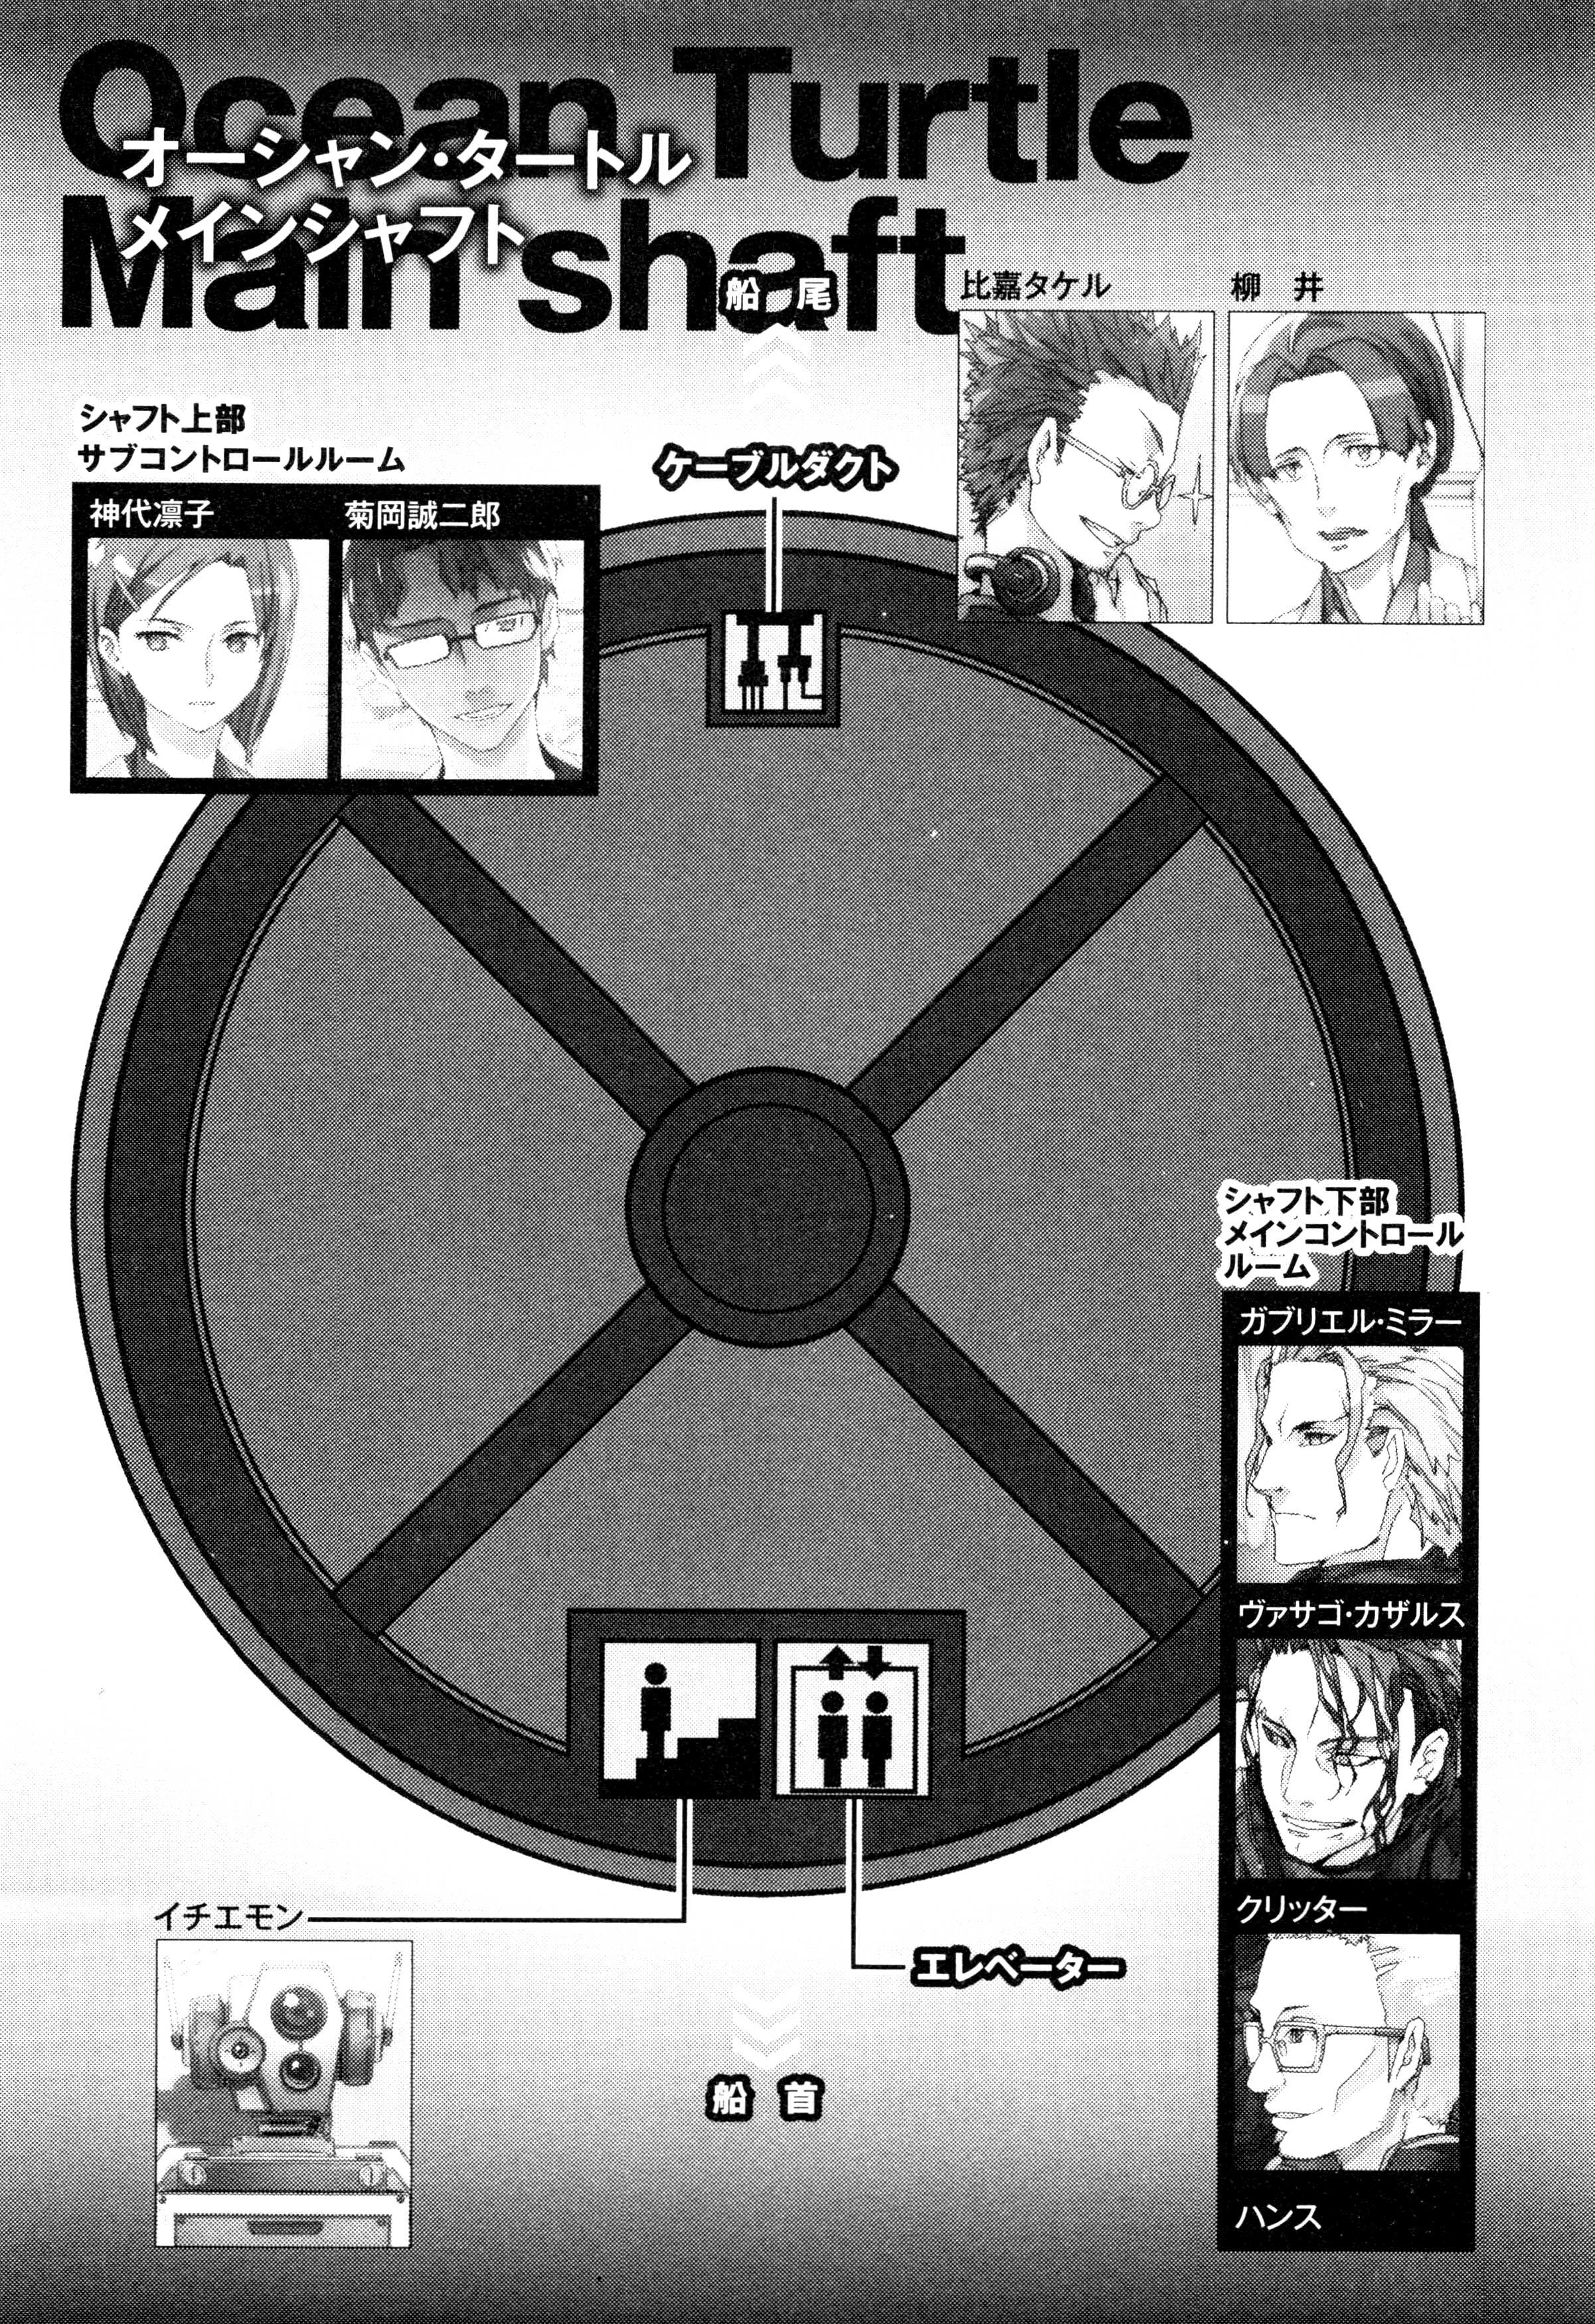 Ocean Turtle
Main shaft
オーシャン・タートル
メインシャフト
船 尾
比嘉タケル
柳 井
シャフト上部
サブコントロールルーム
神代凛子
菊岡誠二郎
ケーブルダクト
シャフト下部
メインコントロール
ルーム
ガブリエル・ミラー
ヴァサゴ・カザルス
クリッター
ハンス
イチエモン
エレベーター
船 首